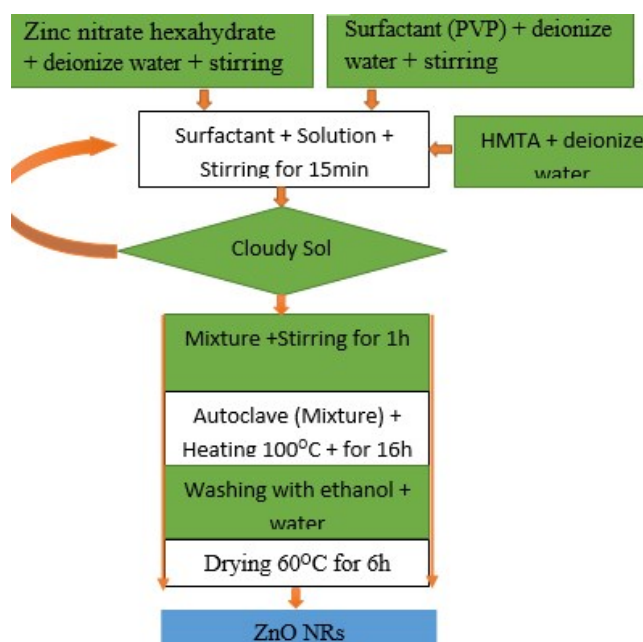 Zinc nitrate hexahydrate
+ deionize water + stirring
Surfactant (PVP) + deionize
water + stirring
Surfactant + Solution +
Stirring for 15min
HMTA + deionize
water
Cloudy Sol
Mixture +Stirring for 1h
Autoclave (Mixture) +
Heating 100⁰C + for 16h
Washing with ethanol +
water
Drying 60⁰C for 6h
ZnO NRs